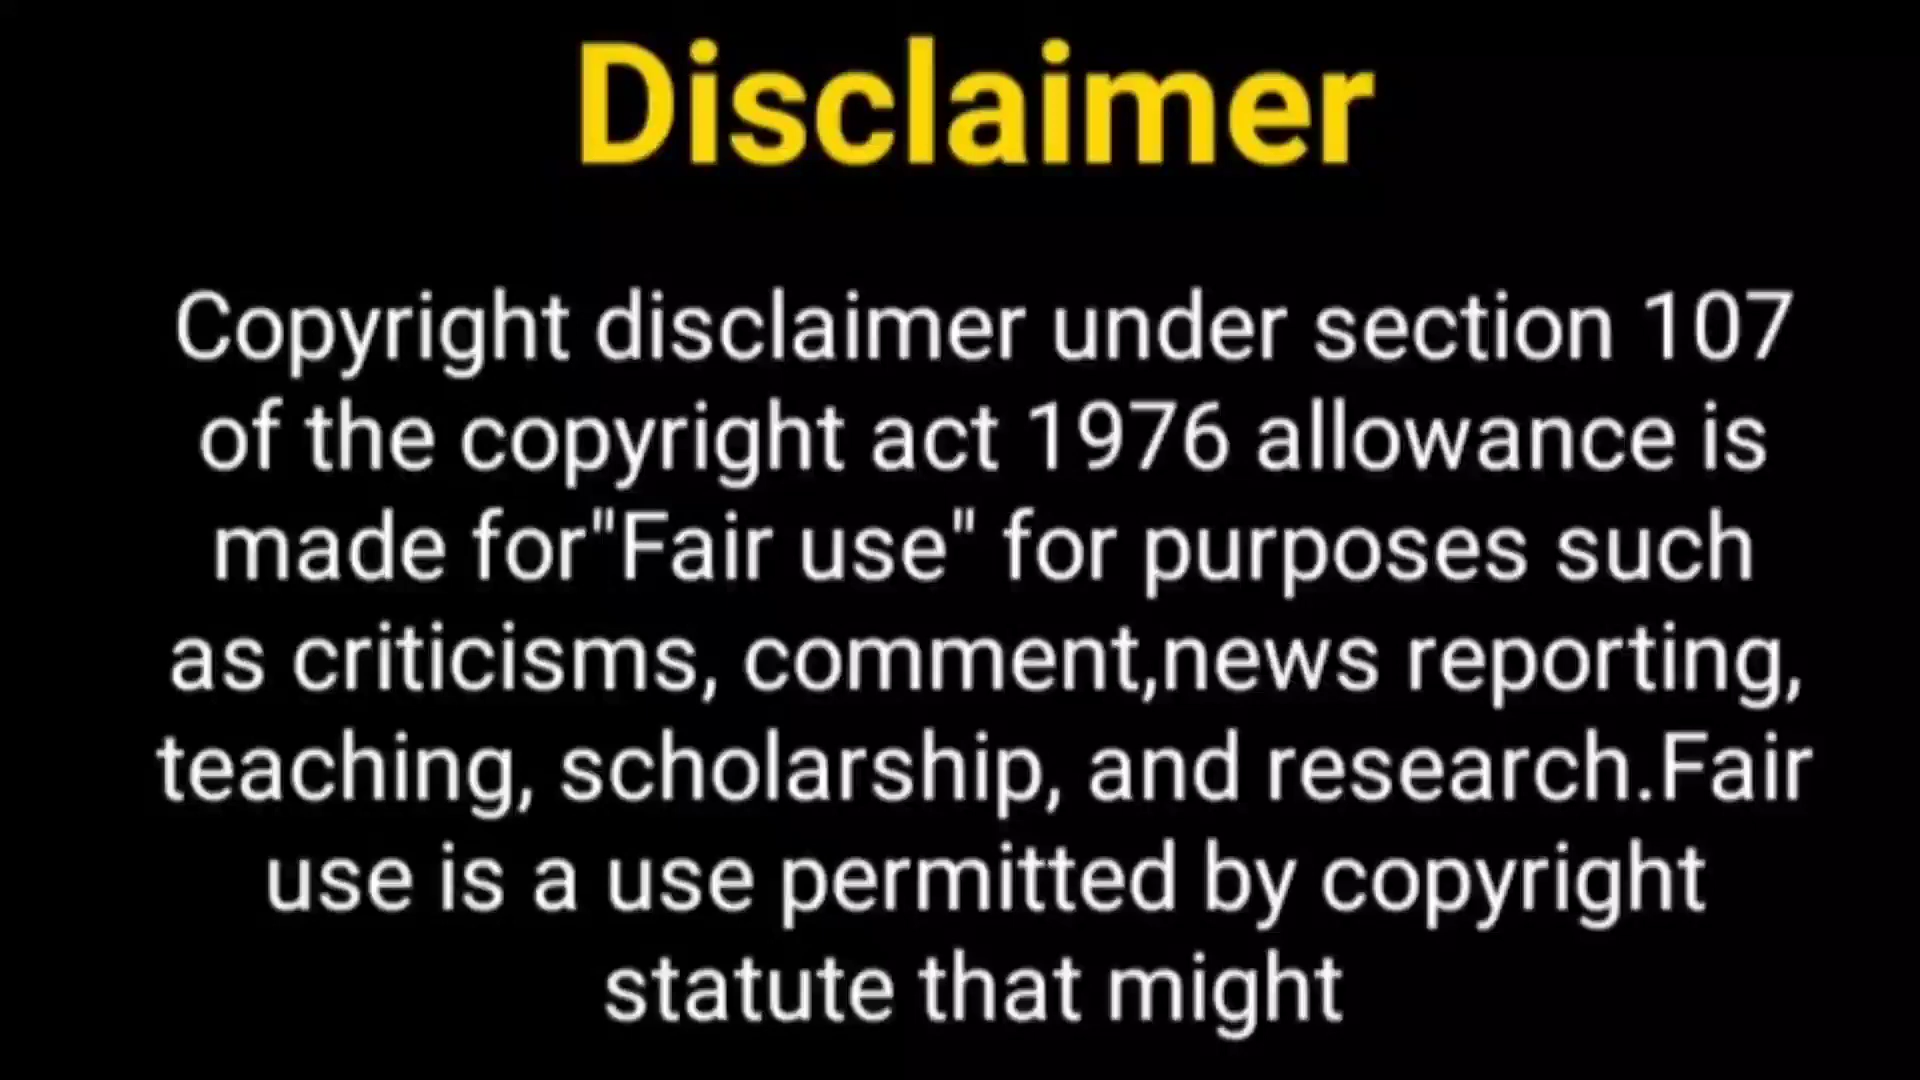 Disclaimer
Copyright disclaimer under section 107
of the copyright act 1976 allowance is
made for"Fair use" for purposes such
as criticisms, comment,news reporting,
teaching, scholarship, and research.Fair
use is a use permitted by copyright
statute that might